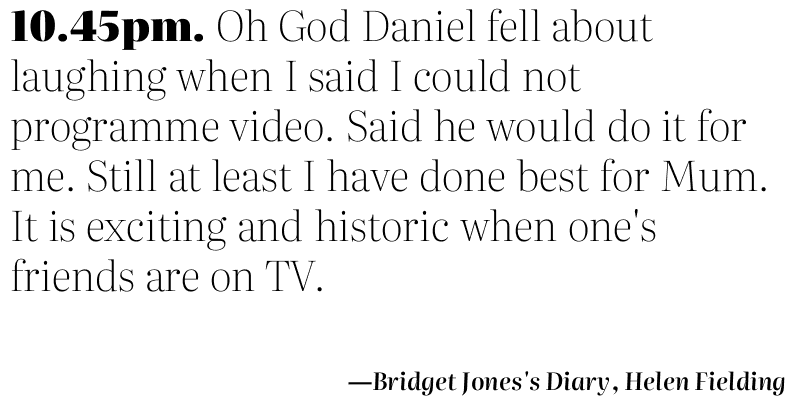 10.45pm. Oh God Daniel fell about
laughing when I said I could not
programme video. Said he would do it for
me. Still at least I have done best for Mum.
It is exciting and historic when one's
friends are on TV.
—Bridget Jones's Diary, Helen Fielding